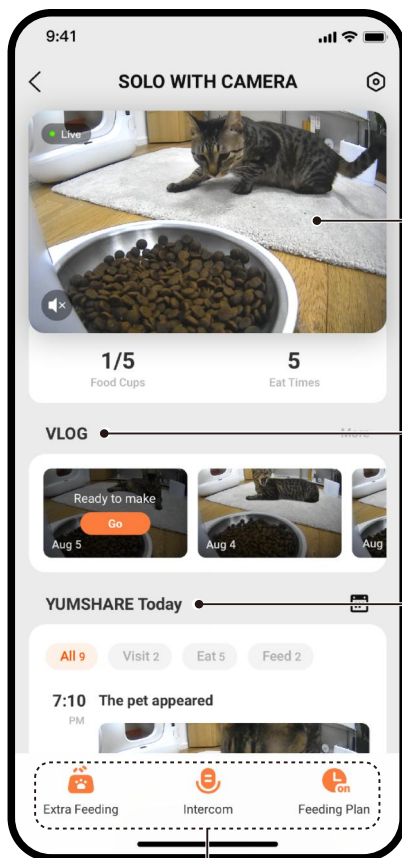 9:41
SOLO WITH CAMERA
Live
1/5 5
Food Cups Eat Times
VLOG More
Ready to make
Go
Aug 5 Aug 4 Aug
YUMSHARE Today
All 9 Visit 2 Eat 5 Feed 2
7:10 The pet appeared
PM
on
Extra Feeding Intercom Feeding Plan